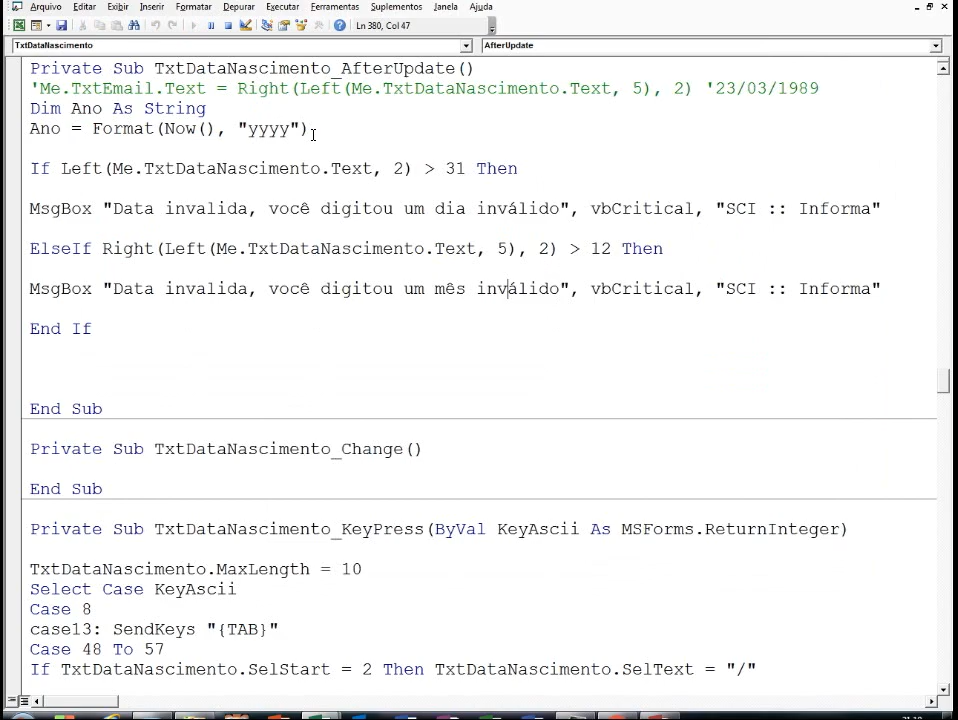 Arquivo Editar Exibir Inserir Formatar Depurar Executar Ferramentas Suplementos Janela Ajuda
Ln 380, Col 47
TxtDataNascimento AfterUpdate
Private Sub TxtDataNascimento_AfterUpdate()
'Me.TxtEmail.Text = Right(Left(Me.TxtDataNascimento.Text, 5), 2) '23/03/1989
Dim Ano As String
Ano = Format(Now(), "yyyy")
If Left(Me.TxtDataNascimento.Text, 2) > 31 Then
MsgBox "Data invalida, você digitou um dia inválido", vbCritical, "SCI :: Informa"
ElseIf Right(Left(Me.TxtDataNascimento.Text, 5), 2) > 12 Then
MsgBox "Data invalida, você digitou um mês inválido", vbCritical, "SCI :: Informa"
End If
End Sub
Private Sub TxtDataNascimento_Change()
End Sub
Private Sub TxtDataNascimento_KeyPress(ByVal KeyAscii As MSForms.ReturnInteger)
TxtDataNascimento.MaxLength = 10
Select Case KeyAscii
Case 8
case13: SendKeys "{TAB}"
Case 48 To 57
If TxtDataNascimento.SelStart = 2 Then TxtDataNascimento.SelText = "/"